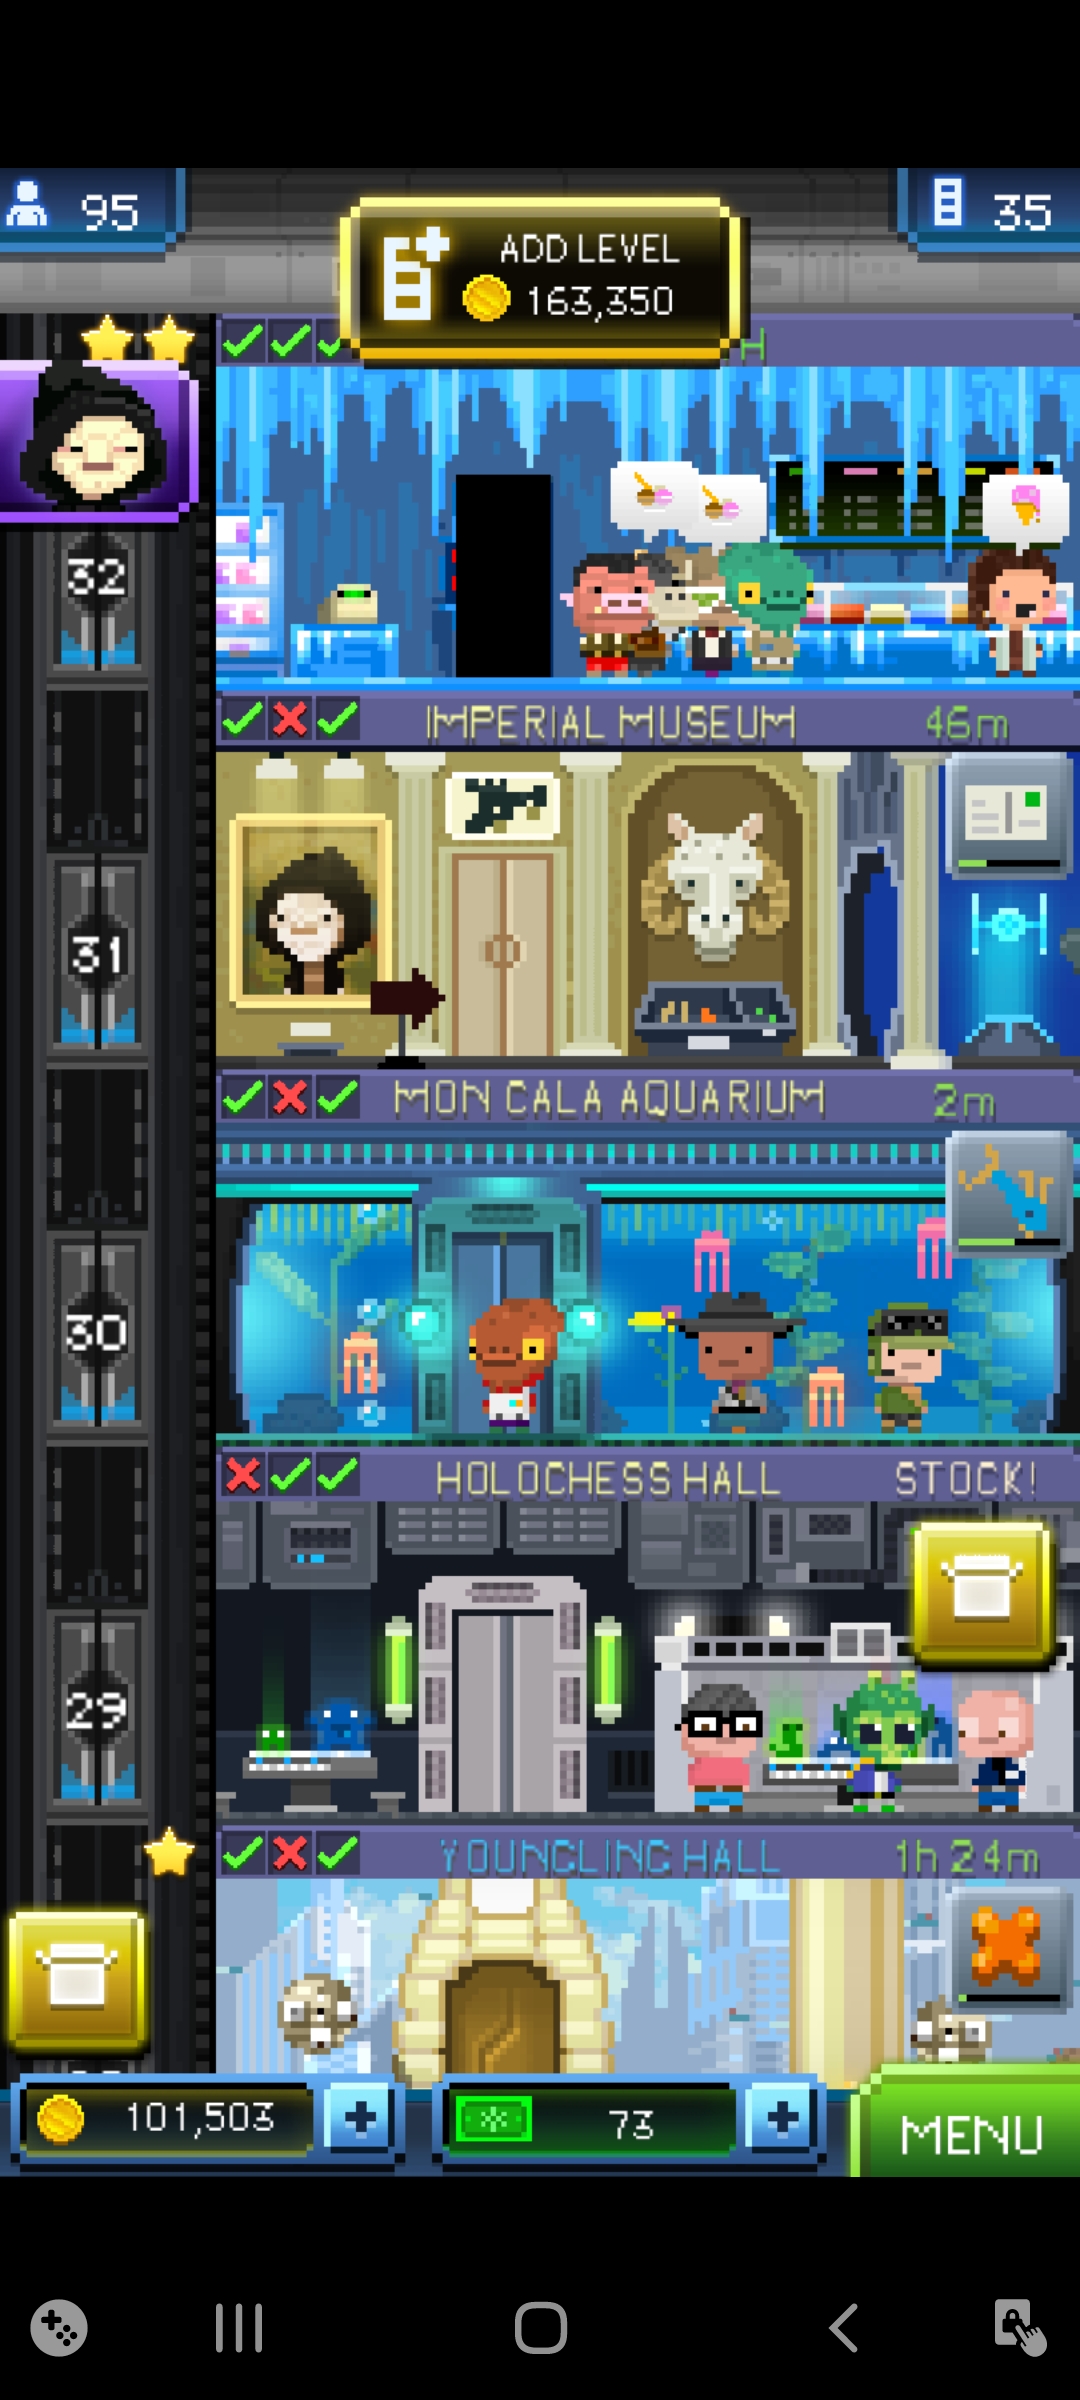 95
ADD LEVEL
163,350
35
H
32
IMPERIAL MUSEUM 46m
31
MON CALA AQUARIUM 2m
30
HOLOCHESS HALL STOCK!
29
YOUNGLING HALL 1h 24m
101,503
73
MENU